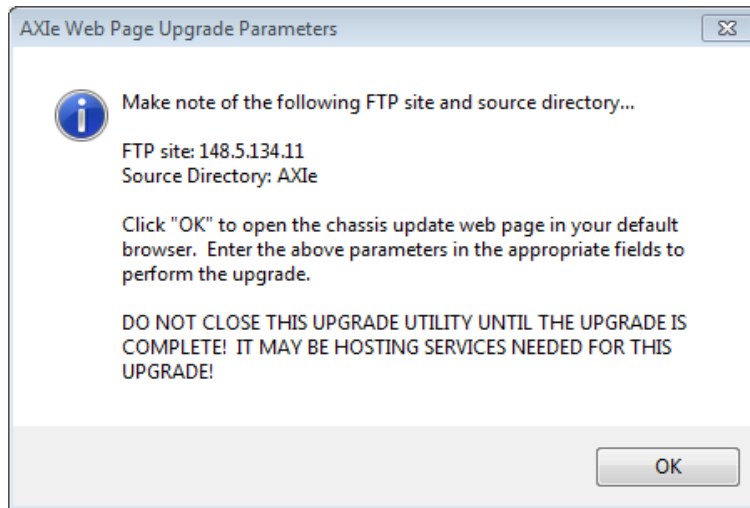 AXIe Web Page Upgrade Parameters
Make note of the following FTP site and source directory...
FTP site: 148.5.134.11
Source Directory: AXIe
Click "OK" to open the chassis update web page in your default
browser.  Enter the above parameters in the appropriate fields to
perform the upgrade.
DO NOT CLOSE THIS UPGRADE UTILITY UNTIL THE UPGRADE IS
COMPLETE!  IT MAY BE HOSTING SERVICES NEEDED FOR THIS
UPGRADE!
OK